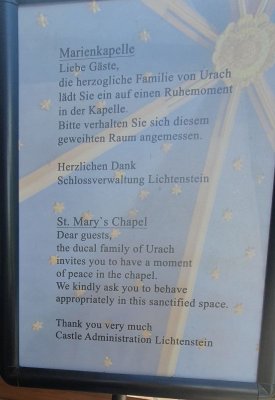 Marienkapelle
Liebe Gäste,
die herzogliche Familie von Urach
lädt Sie ein auf einen Ruhemoment
in der Kapelle.
Bitte verhalten Sie sich diesem
geweihten Raum angemessen.
Herzlichen Dank
Schlossverwaltung Lichtenstein
St. Mary's Chapel
Dear guests,
the ducal family of Urach
invites you to have a moment
of peace in the chapel.
We kindly ask you to behave
appropriately in this sanctified space.
Thank you very much
Castle Administration Lichtenstein